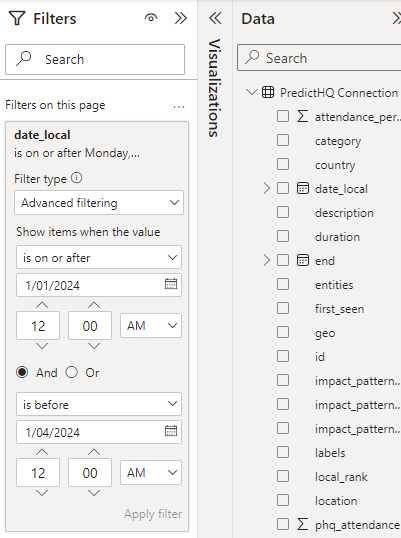 Filters
Search
Filters on this page
...
date_local
is on or after Monday,...
Filter type
Advanced filtering
Show items when the value
is on or after
1/01/2024
12 00 AM
And Or
is before
1/04/2024
12 00 AM
Apply filter
Visualizations
Data
Search
PredictHQ Connection
attendance_per...
category
country
date_local
description
duration
end
entities
first_seen
geo
id
impact_pattern...
impact_pattern...
impact_pattern...
labels
local_rank
location
phq_attendance